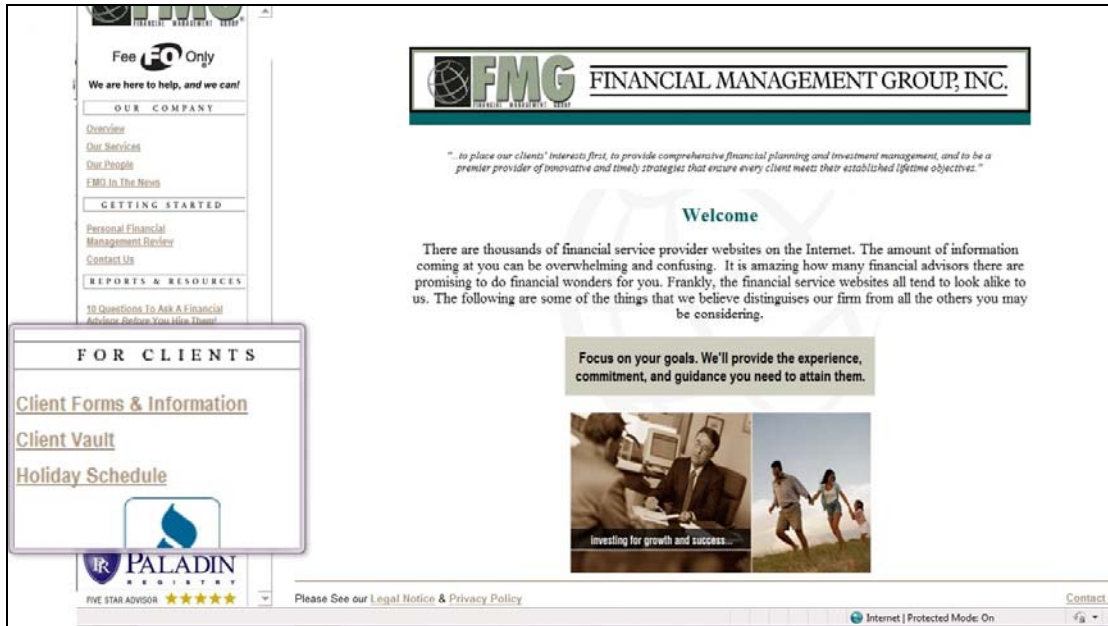 FMG
FINANCIAL MANAGEMENT GROUP
Fee FO Only
We are here to help, and we can!
OUR COMPANY
Overview
Our Services
Our People
FMG In The News
GETTING STARTED
Personal Financial
Management Review
Contact Us
REPORTS & RESOURCES
10 Questions To Ask A Financial
Advisor Before You Hire Them!
FOR CLIENTS
Client Forms & Information
Client Vault
Holiday Schedule
PR PALADIN
REGISTRY
FIVE STAR ADVISOR
FMG FINANCIAL MANAGEMENT GROUP, INC.
FINANCIAL MANAGEMENT GROUP
"...to place our clients' interests first, to provide comprehensive financial planning and investment management, and to be a
premier provider of innovative and timely strategies that ensure every client meets their established lifetime objectives."
Welcome
There are thousands of financial service provider websites on the Internet. The amount of information
coming at you can be overwhelming and confusing. It is amazing how many financial advisors there are
promising to do financial wonders for you. Frankly, the financial service websites all tend to look alike to
us. The following are some of the things that we believe distinguises our firm from all the others you may
be considering.
Focus on your goals. We'll provide the experience,
commitment, and guidance you need to attain them.
investing for growth and success...
Please See our Legal Notice & Privacy Policy
Contact
Internet | Protected Mode: On